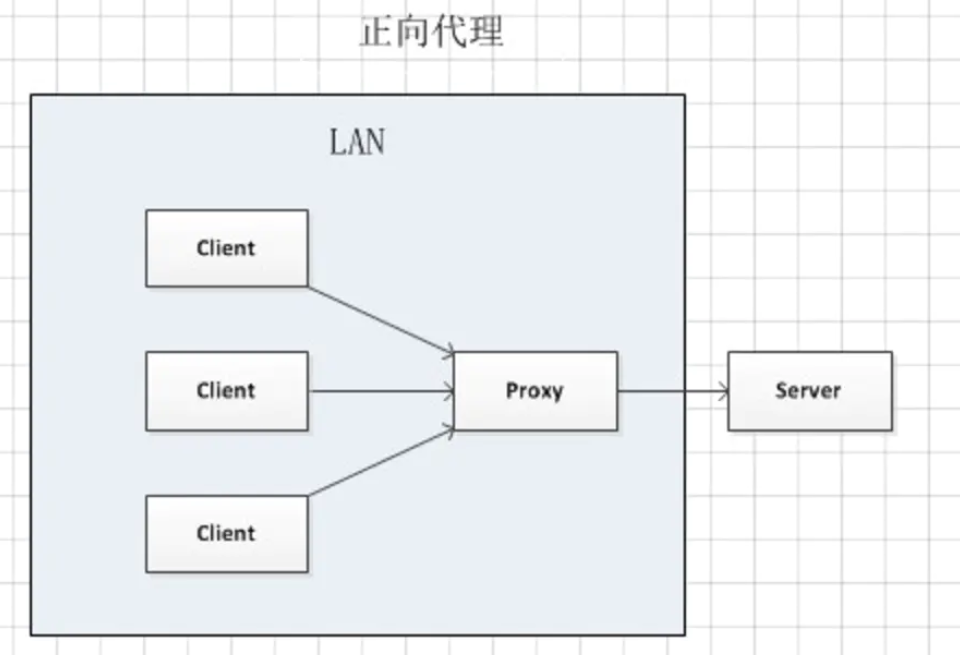 正向代理
LAN
Client
Client
Proxy
Server
Client